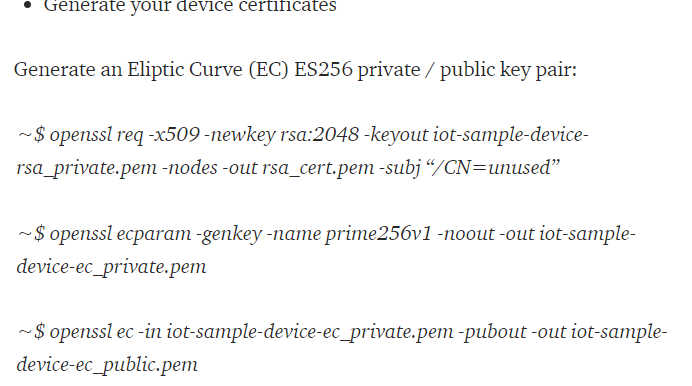 Generate your device certificates
Generate an Eliptic Curve (EC) ES256 private / public key pair:
~$ openssl req -x509 -newkey rsa:2048 -keyout iot-sample-device-
rsa_private.pem -nodes -out rsa_cert.pem -subj “/CN=unused”
~$ openssl ecparam -genkey -name prime256v1 -noout -out iot-sample-
device-ec_private.pem
~$ openssl ec -in iot-sample-device-ec_private.pem -pubout -out iot-sample-
device-ec_public.pem